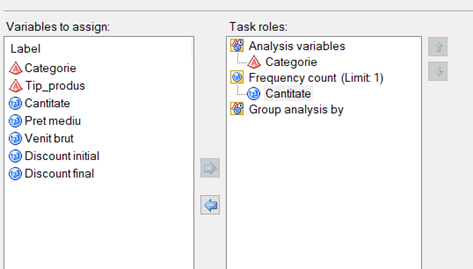 Variables to assign:
Label
Categorie
Tip_produs
Cantitate
Pret mediu
Venit brut
Discount initial
Discount final
Task roles:
Analysis variables
Categorie
Frequency count (Limit: 1)
Cantitate
Group analysis by